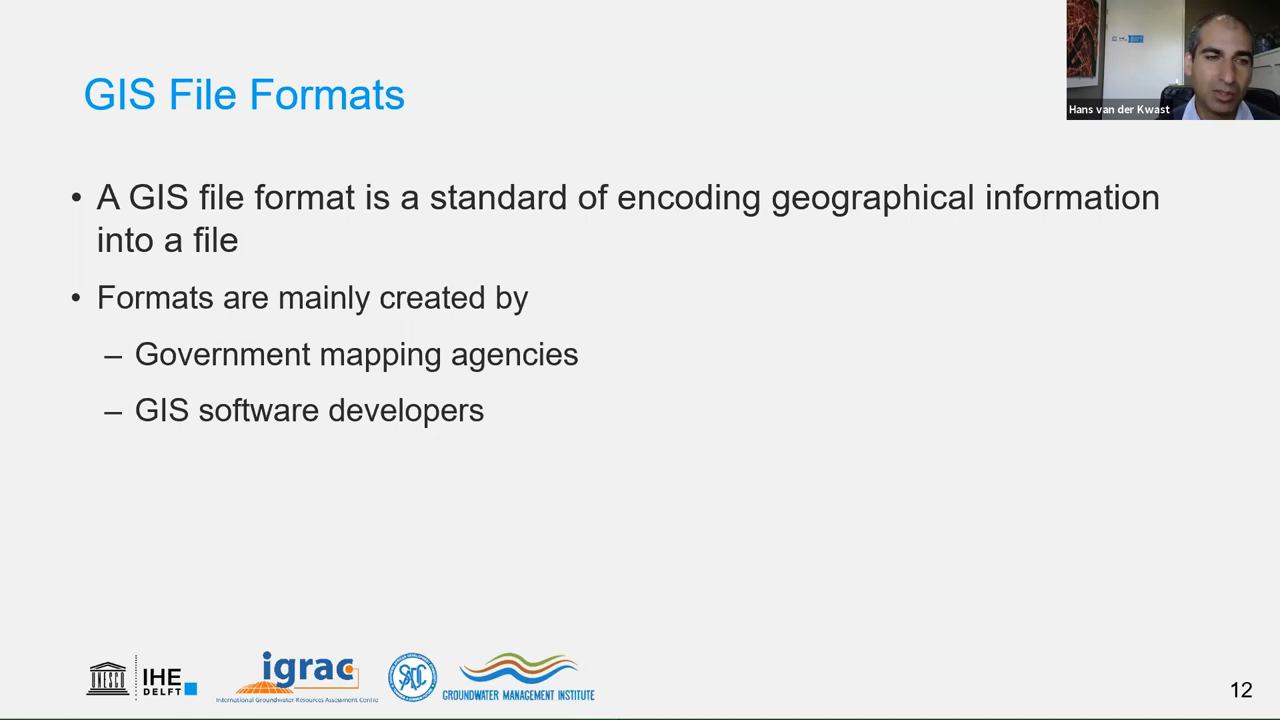 GIS File Formats
Hans van der Kwast
• A GIS file format is a standard of encoding geographical information
into a file
• Formats are mainly created by
– Government mapping agencies
– GIS software developers
UNESCO
IHE
DELFT
igrac
International Groundwater Resources Assessment Centre
GROUNDWATER MANAGEMENT INSTITUTE
12